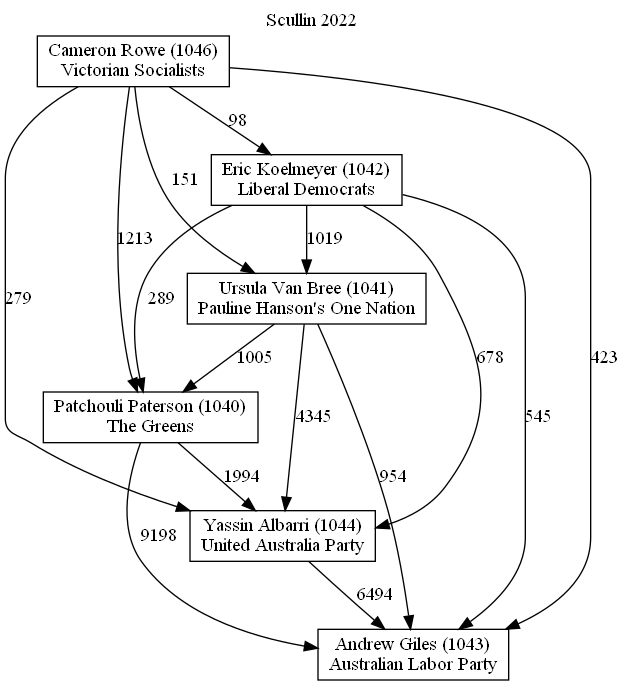 Scullin 2022
Cameron Rowe (1046)
Victorian Socialists
98
Eric Koelmeyer (1042)
Liberal Democrats
151
1213
1019
279
289
Ursula Van Bree (1041)
Pauline Hanson's One Nation
1005
678
423
Patchouli Paterson (1040)
The Greens
4345
545
1994
954
Yassin Albarri (1044)
United Australia Party
9198
6494
Andrew Giles (1043)
Australian Labor Party